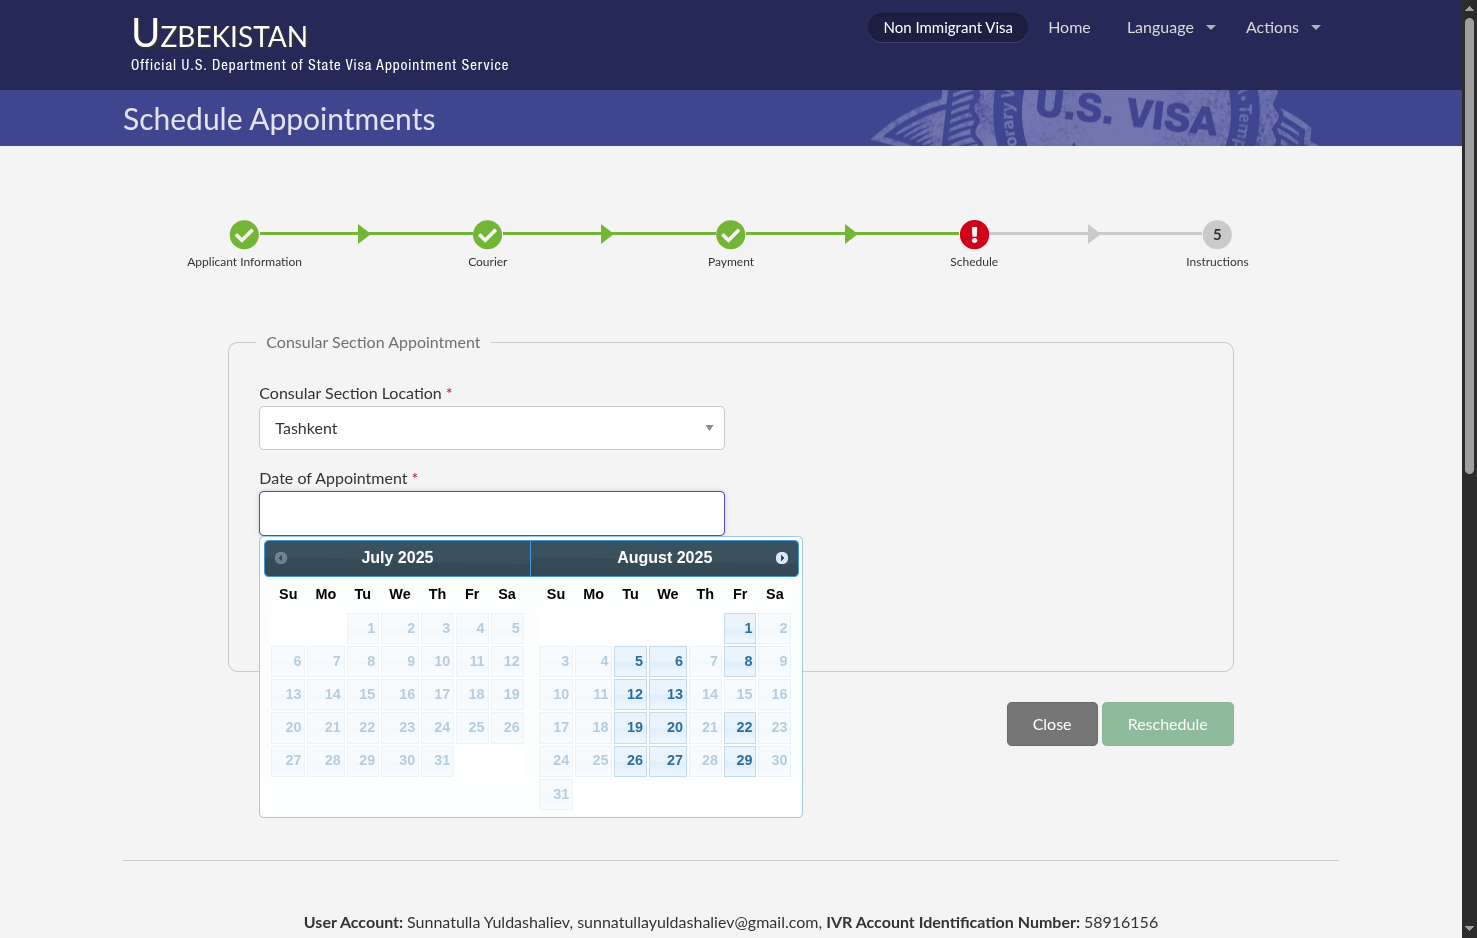 UZBEKISTAN
Official U.S. Department of State Visa Appointment Service
Non Immigrant Visa Home Language Actions
Schedule Appointments
U.S. VISA
Applicant Information Courier Payment Schedule 5 Instructions
Consular Section Appointment
Consular Section Location *
Tashkent
Date of Appointment *
July 2025 August 2025
Su Mo Tu We Th Fr Sa Su Mo Tu We Th Fr Sa
1 2 3 4 5 1 2
6 7 8 9 10 11 12 3 4 5 6 7 8 9
13 14 15 16 17 18 19 10 11 12 13 14 15 16
20 21 22 23 24 25 26 17 18 19 20 21 22 23
27 28 29 30 31 24 25 26 27 28 29 30
31
Close Reschedule
User Account: Sunnatulla Yuldashaliev, sunnatullayuldashaliev@gmail.com, IVR Account Identification Number: 58916156